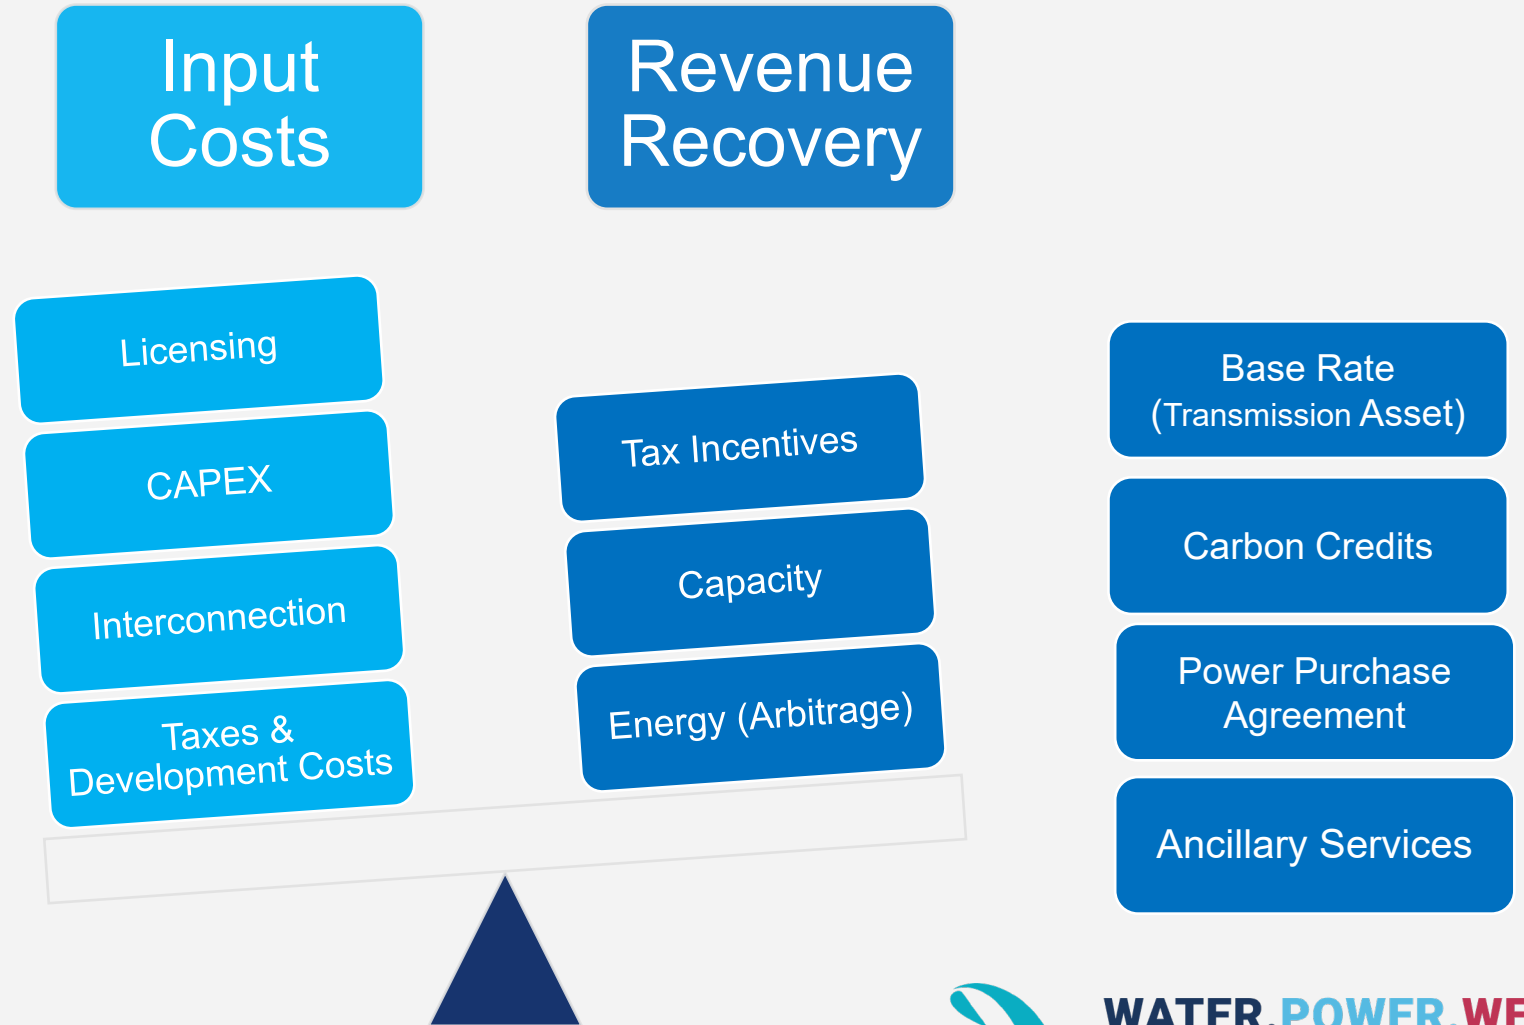 Input
Costs
Revenue
Recovery
Licensing
CAPEX
Interconnection
Taxes &
Development Costs
Tax Incentives
Capacity
Energy (Arbitrage)
Base Rate
(Transmission Asset)
Carbon Credits
Power Purchase
Agreement
Ancillary Services
WATER.POWER.WE